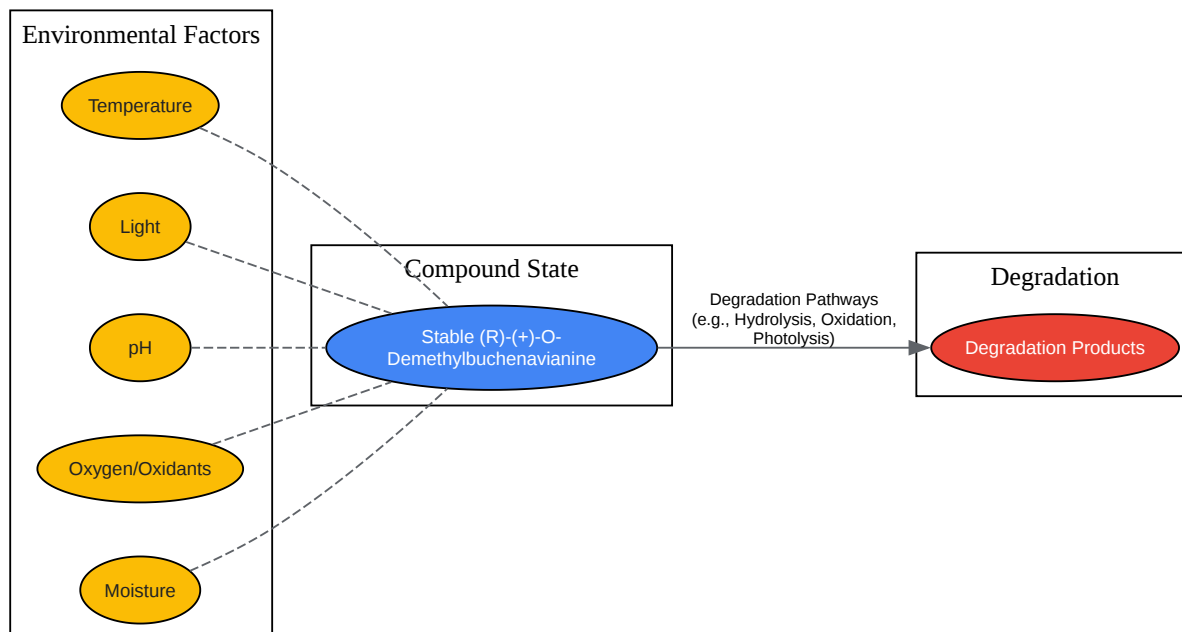 Environmental Factors
Temperature
Light
pH
Oxygen/Oxidants
Moisture
Compound State
Stable (R)-(+)-O-
Demethylbuchenavianine
Degradation Pathways
(e.g., Hydrolysis, Oxidation,
Photolysis)
Degradation
Degradation Products